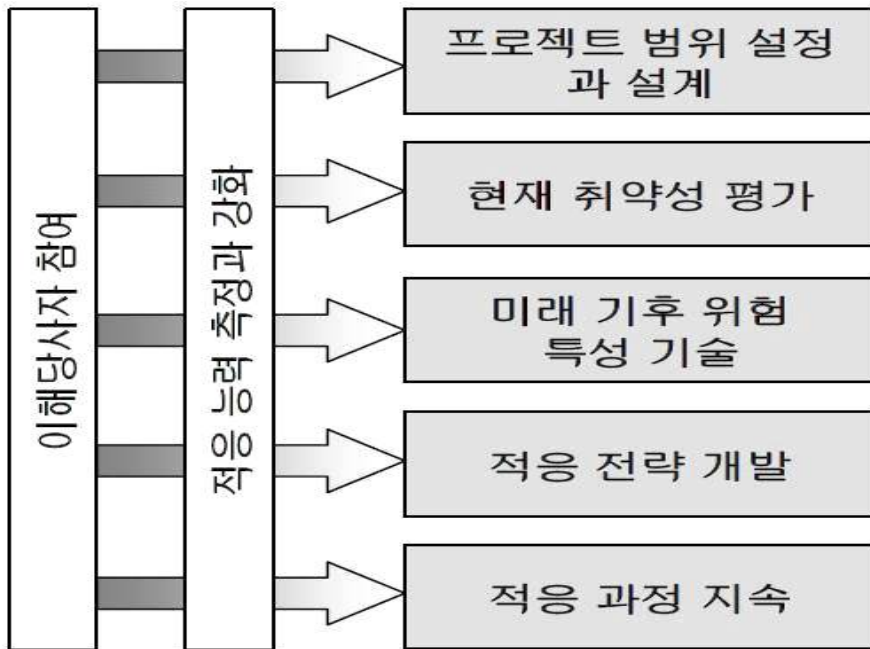 이해당사자 참여
적응 능력 측정과 강화
프로젝트 범위 설정
과 설계
현재 취약성 평가
미래 기후 위험
특성 기술
적응 전략 개발
적응 과정 지속